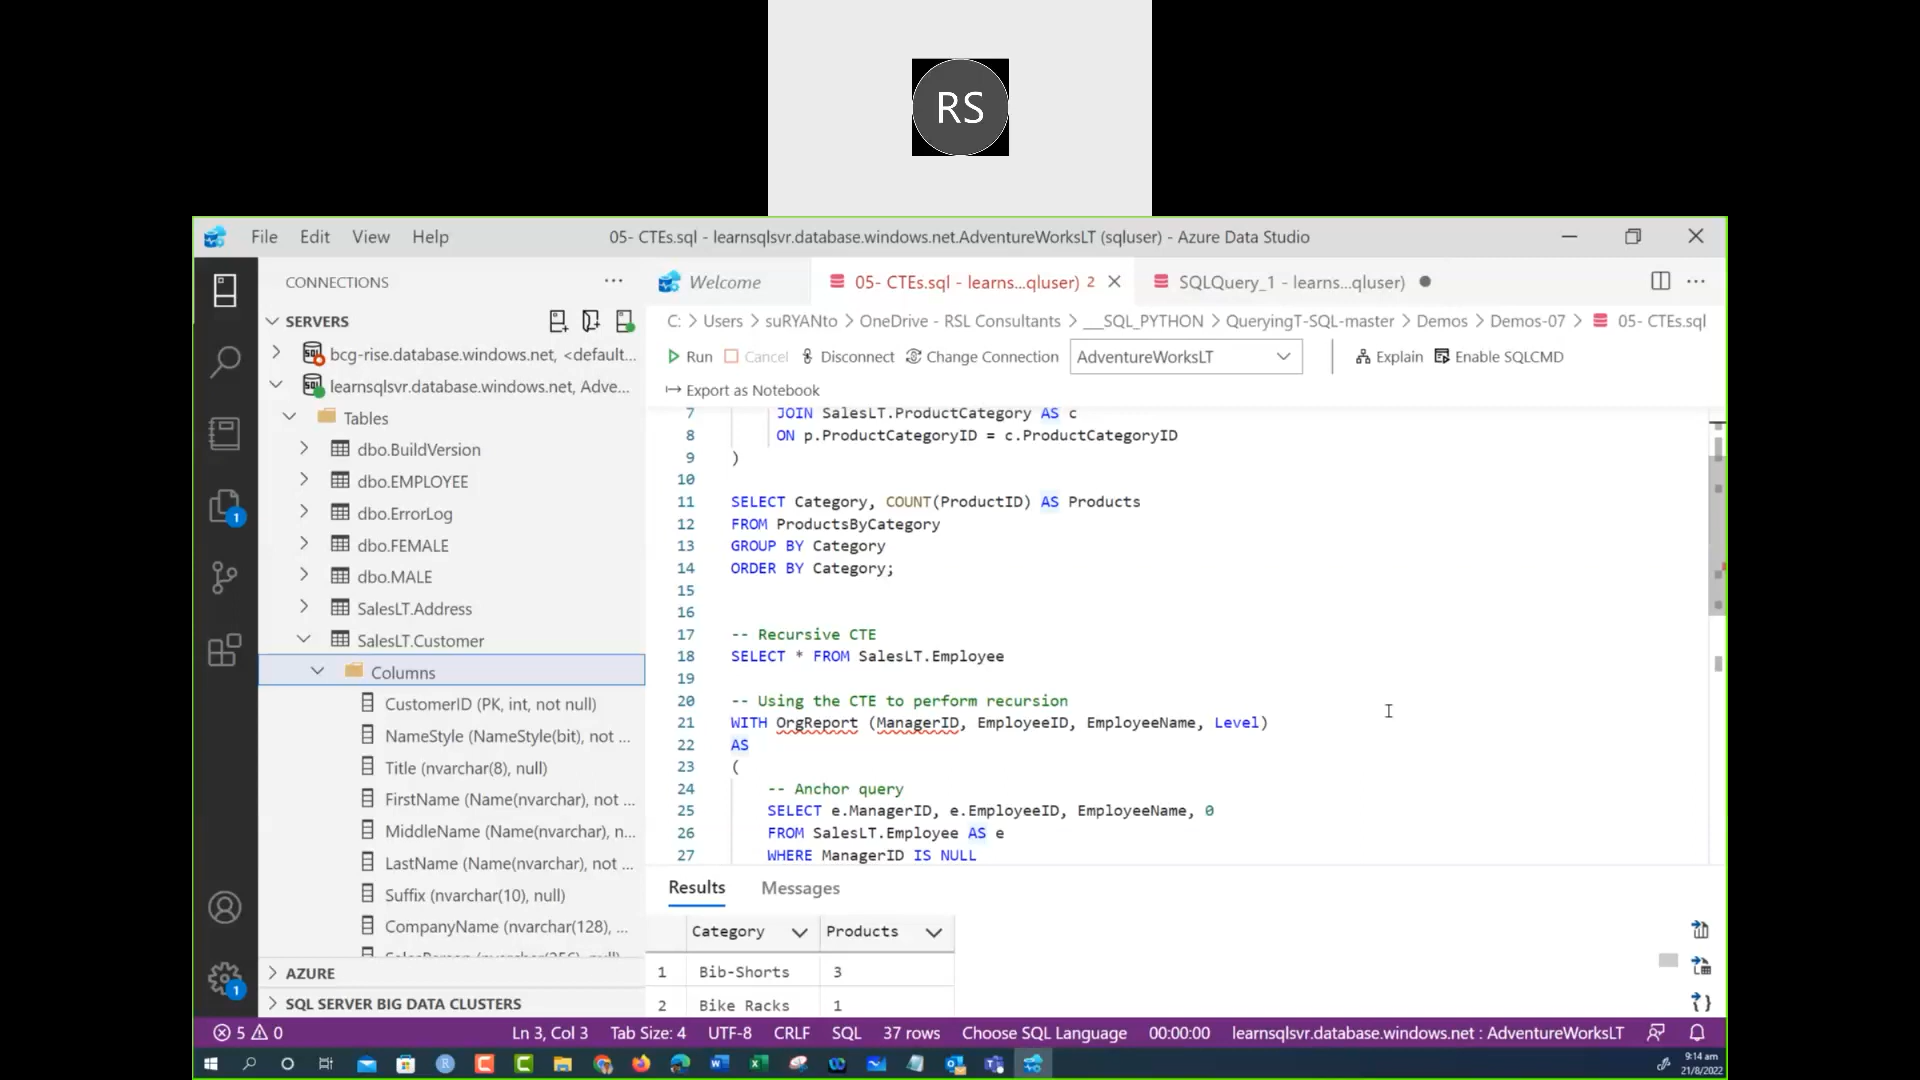 RS
File Edit View Help
05- CTEs.sql - learnsqlsvr.database.windows.net.AdventureWorksLT (sqluser) - Azure Data Studio
CONNECTIONS
Welcome
05- CTEs.sql - learns...qluser) 2
SQLQuery_1 - learns...qluser)
SERVERS
C: > Users > suRYANto > OneDrive - RSL Consultants > __SQL_PYTHON > QueryingT-SQL-master > Demos > Demos-07 > 05- CTEs.sql
bcg-rise.database.windows.net, <default...
Run Cancel Disconnect Change Connection AdventureWorksLT Explain Enable SQLCMD
learnsqlsvr.database.windows.net, Adve...
Export as Notebook
Tables
dbo.BuildVersion
dbo.EMPLOYEE
dbo.ErrorLog
dbo.FEMALE
dbo.MALE
SalesLT.Address
SalesLT.Customer
Columns
CustomerID (PK, int, not null)
NameStyle (NameStyle(bit), not ...
Title (nvarchar(8), null)
FirstName (Name(nvarchar), not ...
MiddleName (Name(nvarchar), n...
LastName (Name(nvarchar), not ...
Suffix (nvarchar(10), null)
CompanyName (nvarchar(128), ...
AZURE
SQL SERVER BIG DATA CLUSTERS
1
1
7 JOIN SalesLT.ProductCategory AS c
8 ON p.ProductCategoryID = c.ProductCategoryID
9 )
10
11 SELECT Category, COUNT(ProductID) AS Products
12 FROM ProductsByCategory
13 GROUP BY Category
14 ORDER BY Category;
15
16
17 -- Recursive CTE
18 SELECT * FROM SalesLT.Employee
19
20 -- Using the CTE to perform recursion
21 WITH OrgReport (ManagerID, EmployeeID, EmployeeName, Level)
22 AS
23 (
24 -- Anchor query
25 SELECT e.ManagerID, e.EmployeeID, EmployeeName, 0
26 FROM SalesLT.Employee AS e
27 WHERE ManagerID IS NULL
Results Messages
Category Products
1 Bib-Shorts 3
2 Bike Racks 1
5 0 Ln 3, Col 3 Tab Size: 4 UTF-8 CRLF SQL 37 rows Choose SQL Language 00:00:00 learnsqlsvr.database.windows.net : AdventureWorksLT
9:14 am
21/8/2022